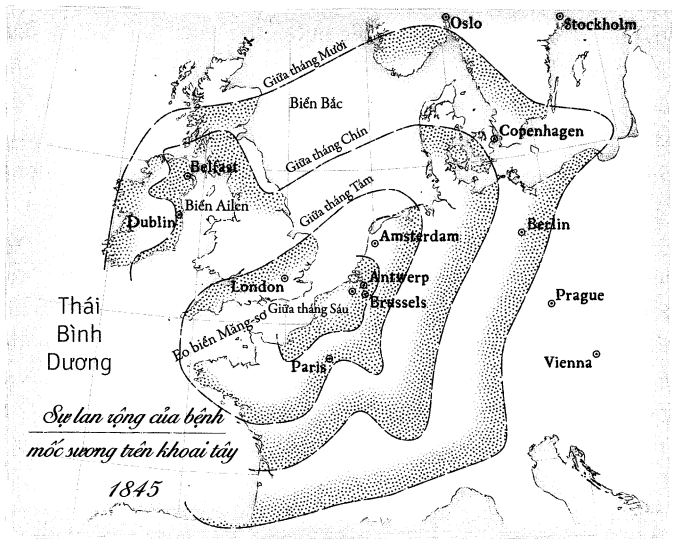 Oslo
Stockholm
Giữa tháng Mười
Biển Bắc
Copenhagen
Giữa tháng Chín
Belfast
Giữa tháng Tám
Biển Ailen
Dublin
Berlin
Amsterdam
Antwerp
London
Brussels
Giữa tháng Sáu
Prague
Eo biển Măng-sơ
Thái
Bình
Dương
Paris
Vienna
Sự lan rộng của bệnh
mốc sương trên khoai tây
1845